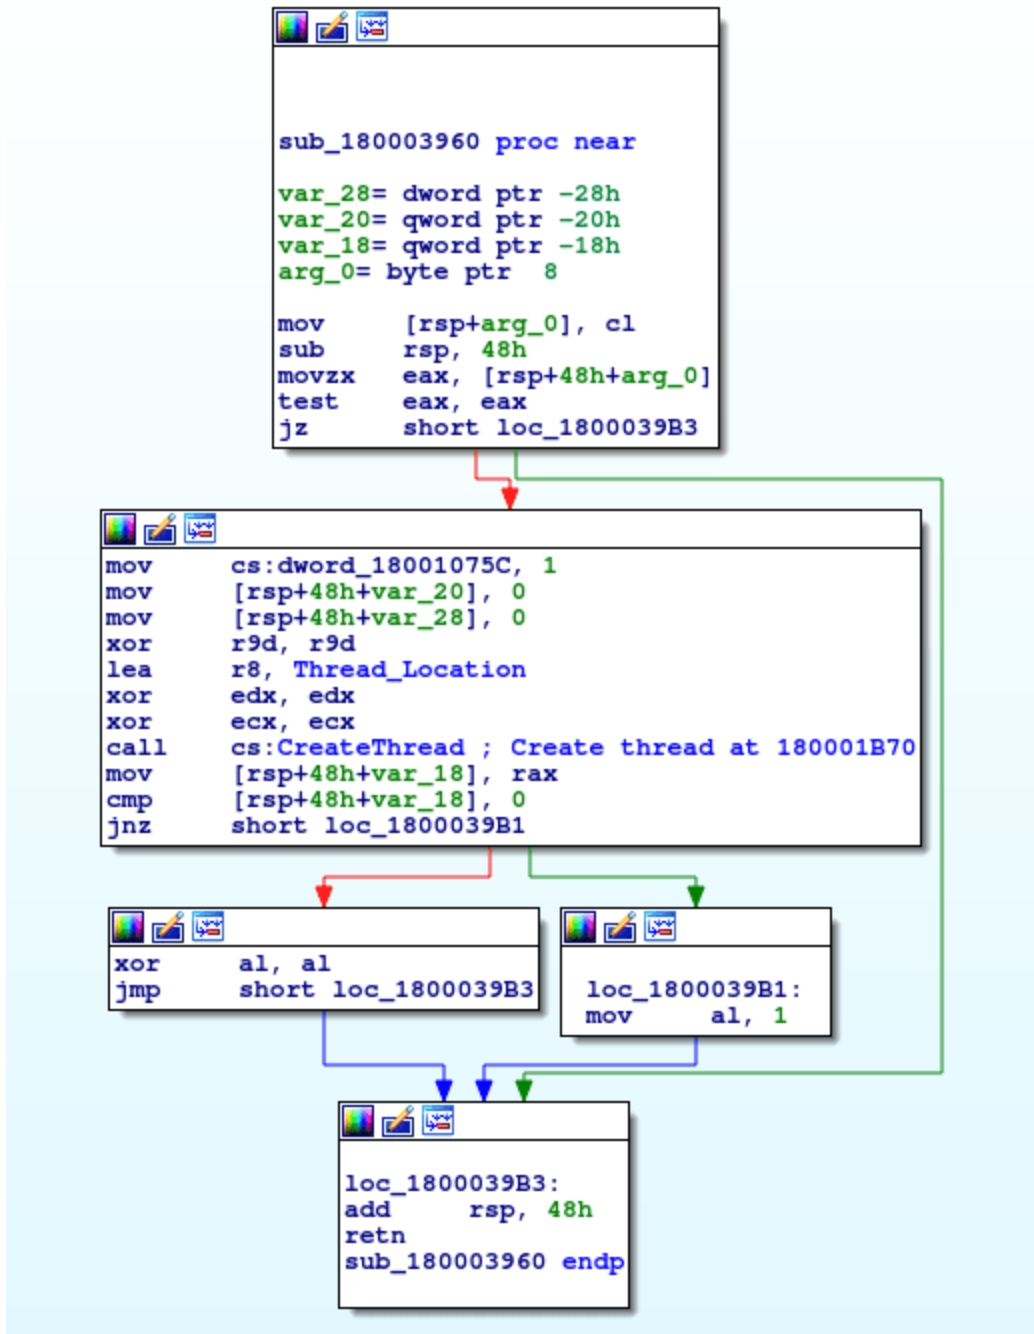 sub_180003960 proc near
var_28= dword ptr -28h
var_20= qword ptr -20h
var_18= qword ptr -18h
arg_0= byte ptr  8
mov     [rsp+arg_0], cl
sub     rsp, 48h
movzx   eax, [rsp+48h+arg_0]
test    eax, eax
jz      short loc_1800039B3
mov     cs:dword_18001075C, 1
mov     [rsp+48h+var_20], 0
mov     [rsp+48h+var_28], 0
xor     r9d, r9d
lea     r8, Thread_Location
xor     edx, edx
xor     ecx, ecx
call    cs:CreateThread ; Create thread at 180001B70
mov     [rsp+48h+var_18], rax
cmp     [rsp+48h+var_18], 0
jnz     short loc_1800039B1
xor     al, al
jmp     short loc_1800039B3
loc_1800039B1:
mov     al, 1
loc_1800039B3:
add     rsp, 48h
retn
sub_180003960 endp